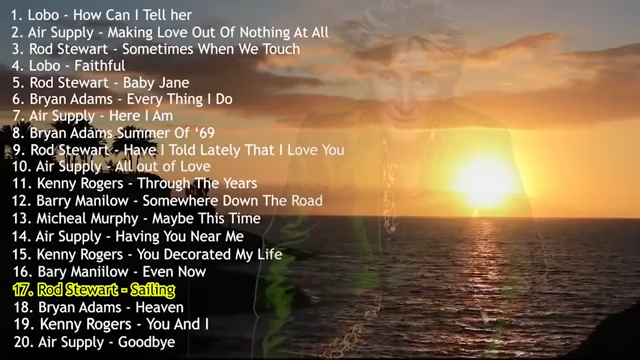 1. Lobo - How Can I Tell her
2. Air Supply - Making Love Out Of Nothing At All
3. Rod Stewart - Sometimes When We Touch
4. Lobo - Faithful
5. Rod Stewart - Baby Jane
6. Bryan Adams - Every Thing I Do
7. Air Supply - Here I Am
8. Bryan Adams Summer Of ‘69
9. Rod Stewart - Have I Told Lately That I Love You
10. Air Supply - All out of Love
11. Kenny Rogers - Through The Years
12. Barry Manilow - Somewhere Down The Road
13. Micheal Murphy - Maybe This Time
14. Air Supply - Having You Near Me
15. Kenny Rogers - You Decorated My Life
16. Bary Maniilow - Even Now
17. Rod Stewart - Sailing
18. Bryan Adams - Heaven
19. Kenny Rogers - You And I
20. Air Supply - Goodbye